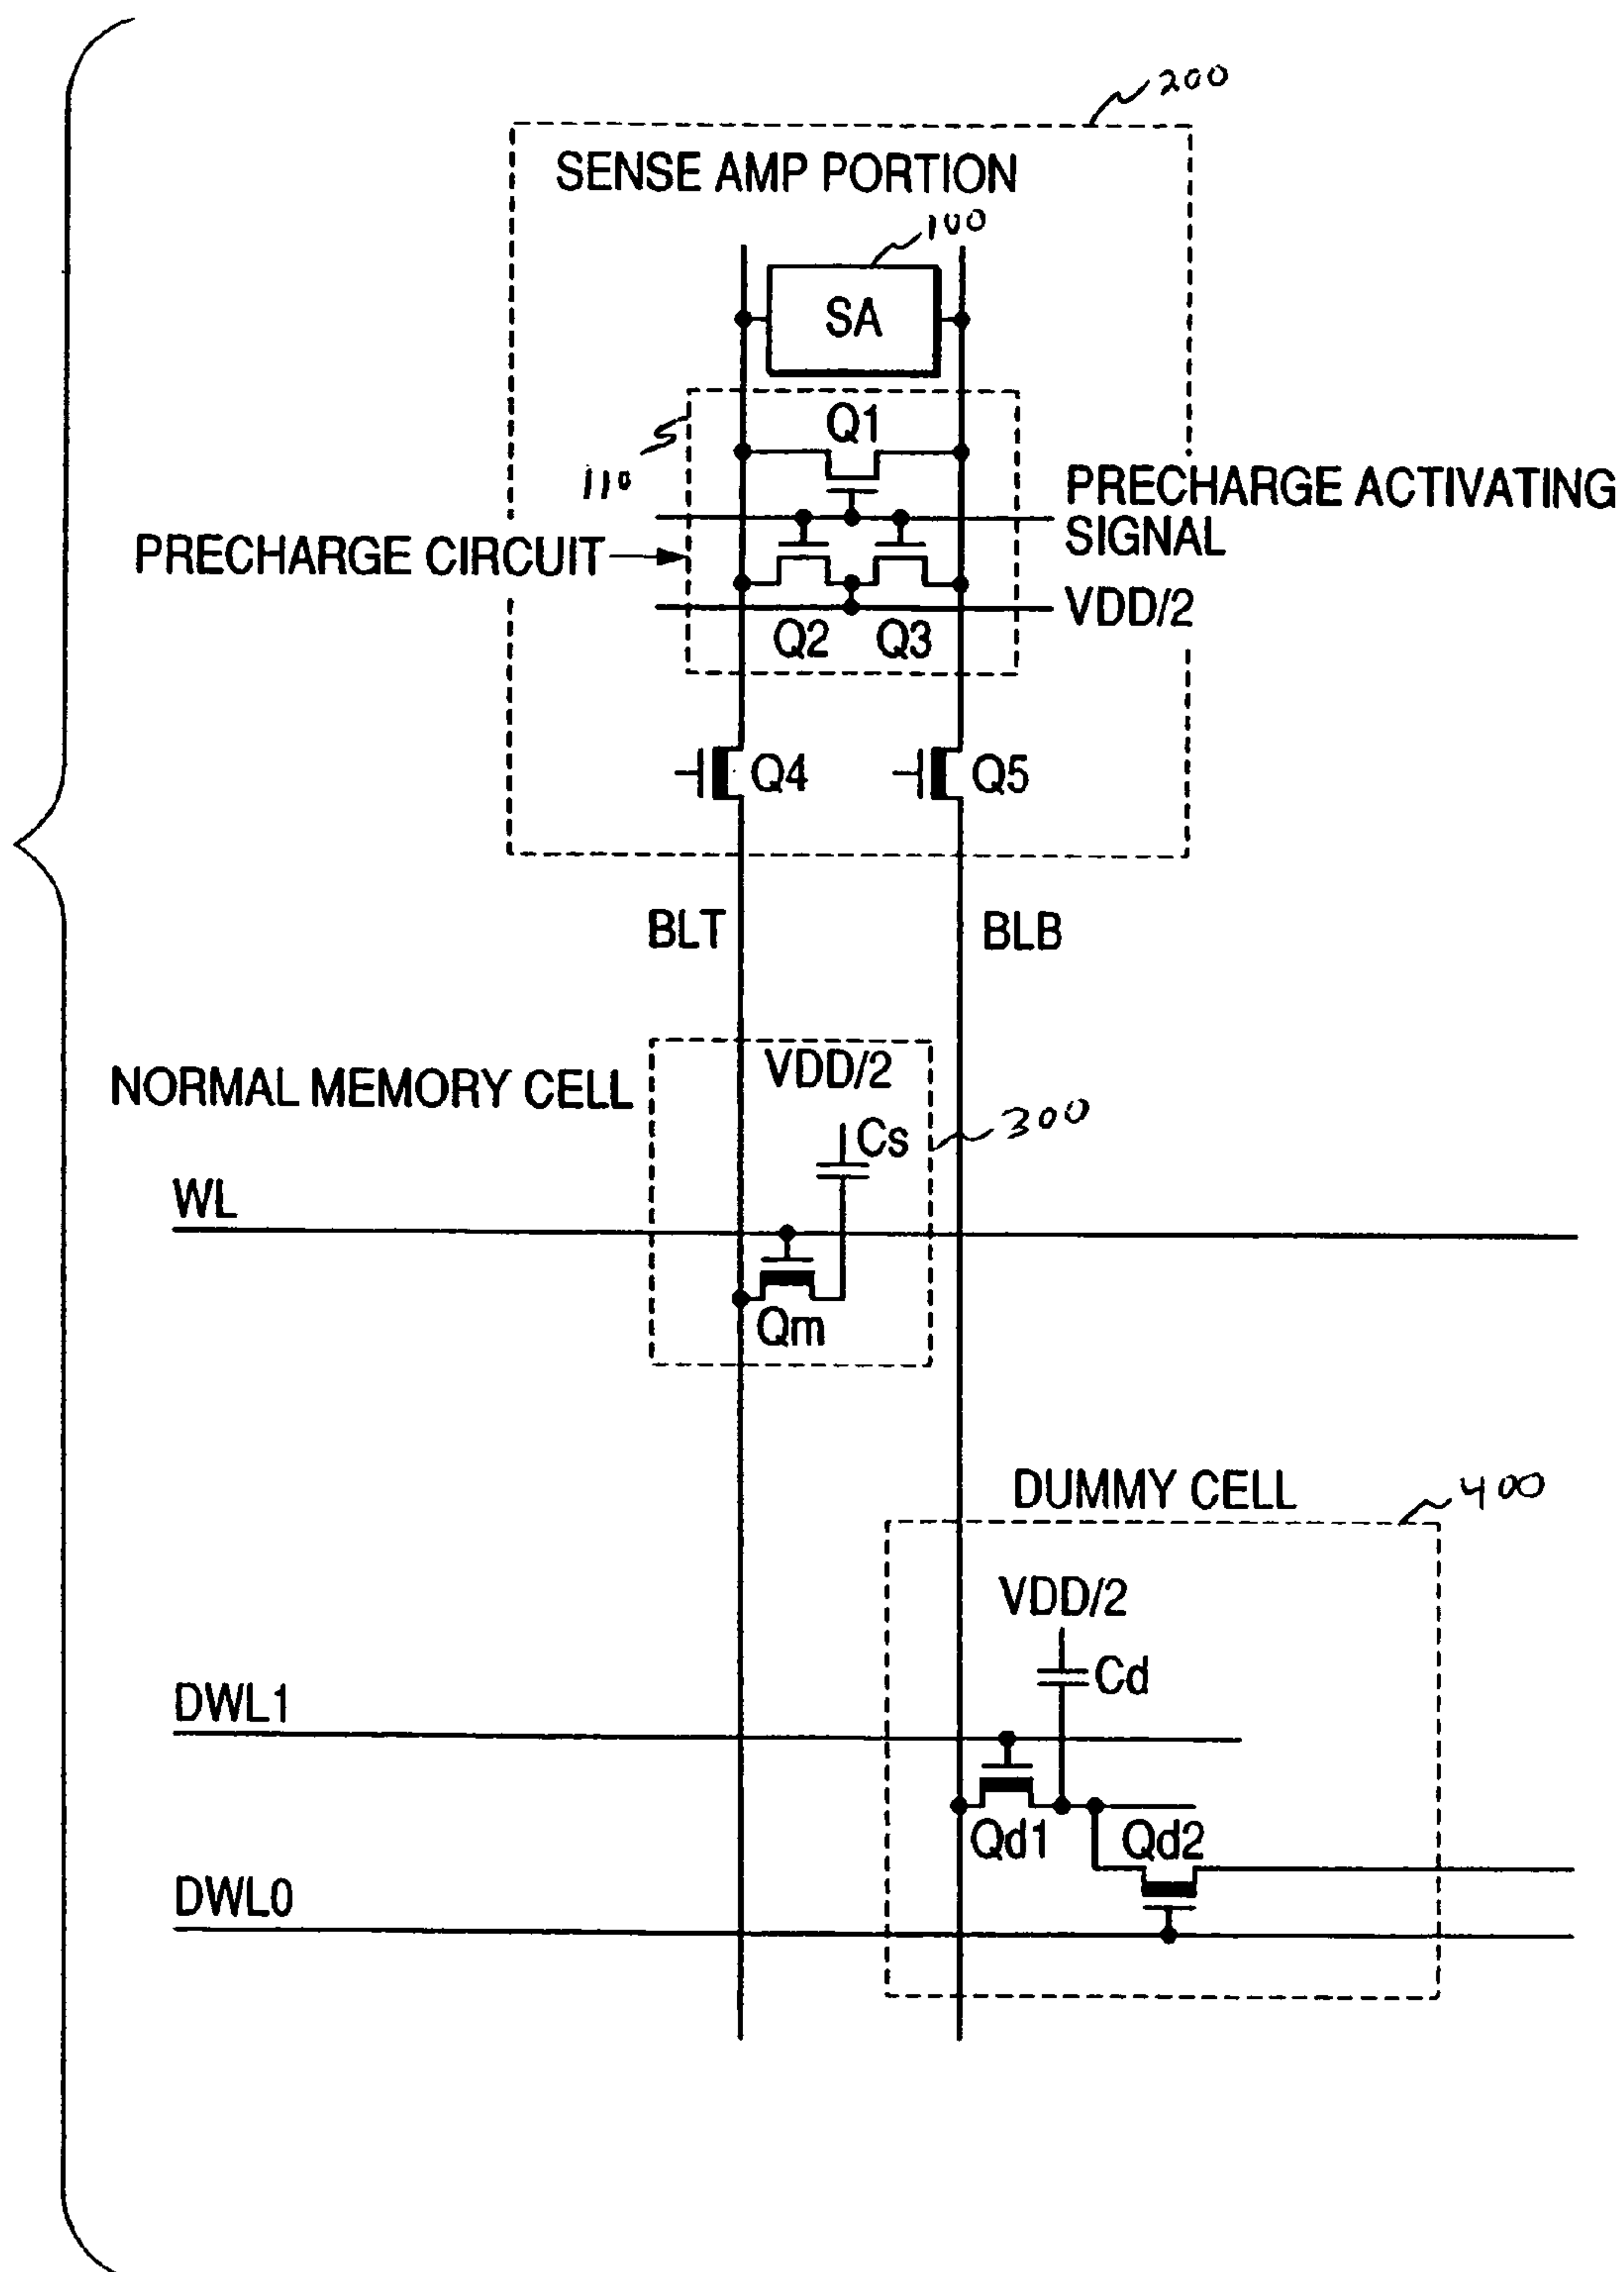 200
SENSE AMP PORTION
100
SA
Q1
110
PRECHARGE ACTIVATING
SIGNAL
PRECHARGE CIRCUIT
VDD/2
Q2
Q3
Q4
Q5
BLT
BLB
VDD/2
NORMAL MEMORY CELL
300
Cs
WL
Qm
DUMMY CELL
400
VDD/2
Cd
DWL1
Qd1
Qd2
DWL0